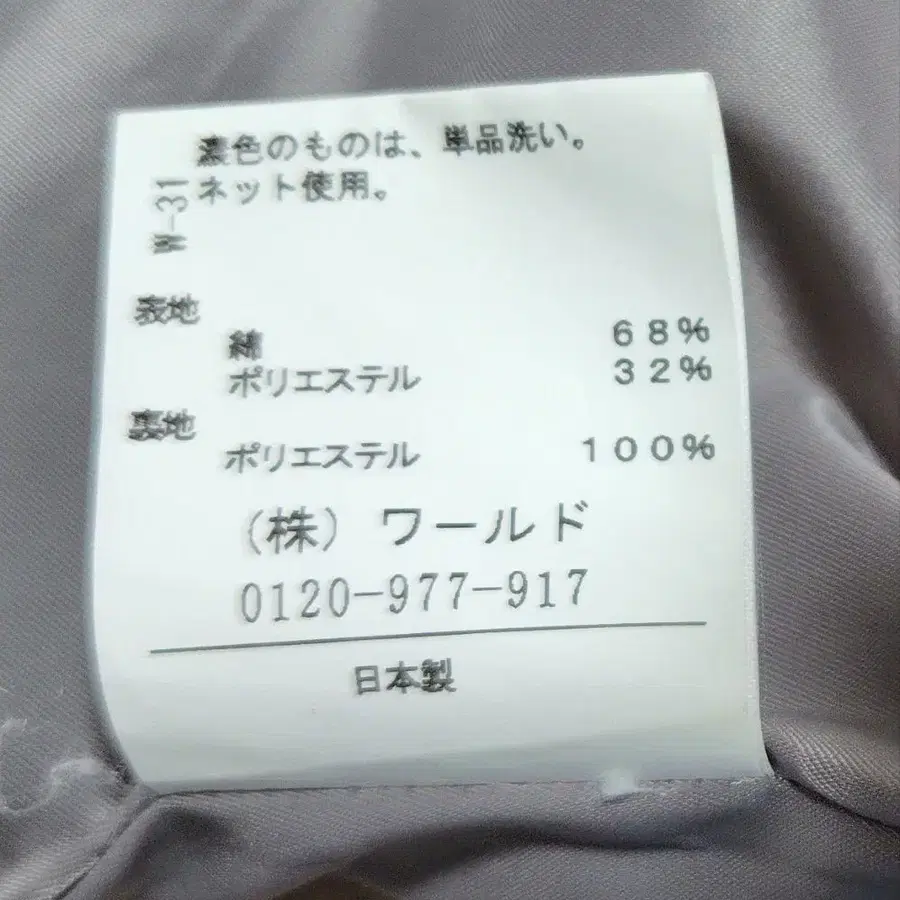 濃色のものは、単品洗い。
ネット使用。
W-31
表地
綿 68%
ポリエステル 32%
裏地
ポリエステル 100%
(株) ワールド
0120-977-917
日本製